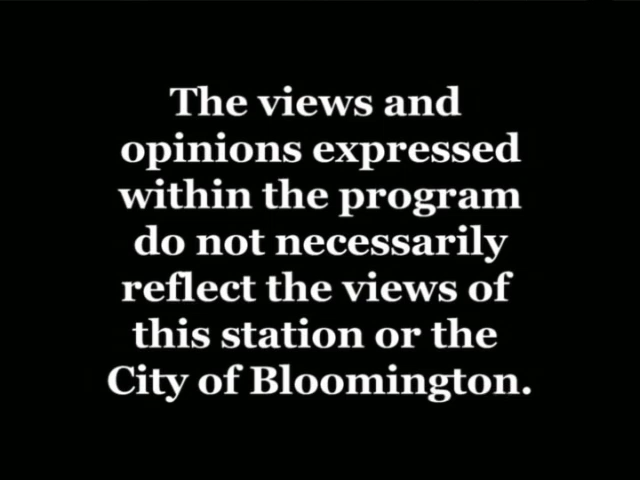 The views and
opinions expressed
within the program
do not necessarily
reflect the views of
this station or the
City of Bloomington.